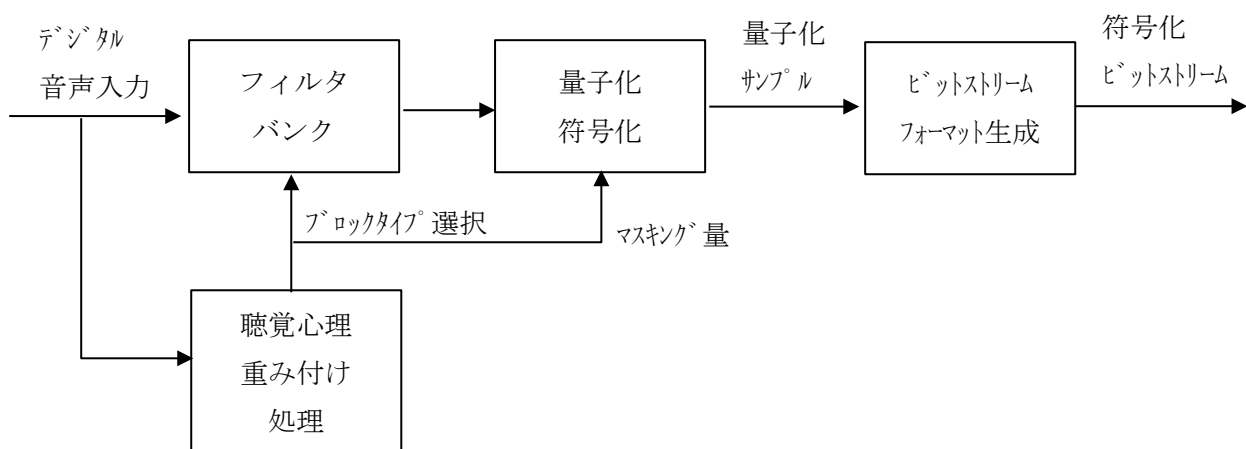 ﾃﾞｼﾞﾀﾙ
音声入力
フィルタ
バンク
量子化
符号化
量子化
ｻﾝﾌﾟﾙ
ﾋﾞｯﾄｽﾄﾘｰﾑ
ﾌｫｰﾏｯﾄ生成
符号化
ﾋﾞｯﾄｽﾄﾘｰﾑ
ﾌﾞﾛｯｸﾀｲﾌﾟ選択
ﾏｽｷﾝｸﾞ量
聴覚心理
重み付け
処理